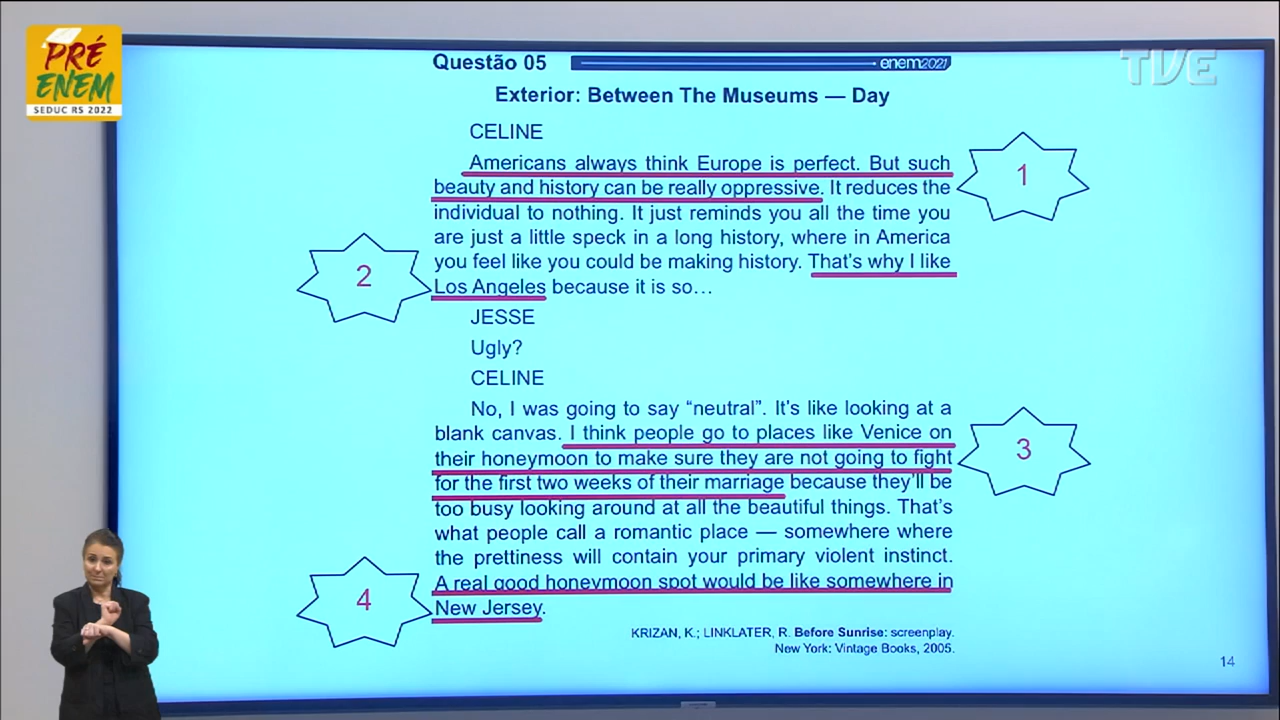 PRÉ
ENEM
SEDUC RS 2022
TVE
Questão 05
enem2021
Exterior: Between The Museums — Day
CELINE
Americans always think Europe is perfect. But such
beauty and history can be really oppressive. It reduces the
individual to nothing. It just reminds you all the time you
are just a little speck in a long history, where in America
you feel like you could be making history. That's why I like
Los Angeles because it is so…
JESSE
Ugly?
CELINE
No, I was going to say “neutral”. It's like looking at a
blank canvas. I think people go to places like Venice on
their honeymoon to make sure they are not going to fight
for the first two weeks of their marriage because they'll be
too busy looking around at all the beautiful things. That's
what people call a romantic place — somewhere where
the prettiness will contain your primary violent instinct.
A real good honeymoon spot would be like somewhere in
New Jersey.
KRIZAN, K.; LINKLATER, R. Before Sunrise: screenplay.
New York: Vintage Books, 2005.
1
2
3
4
14